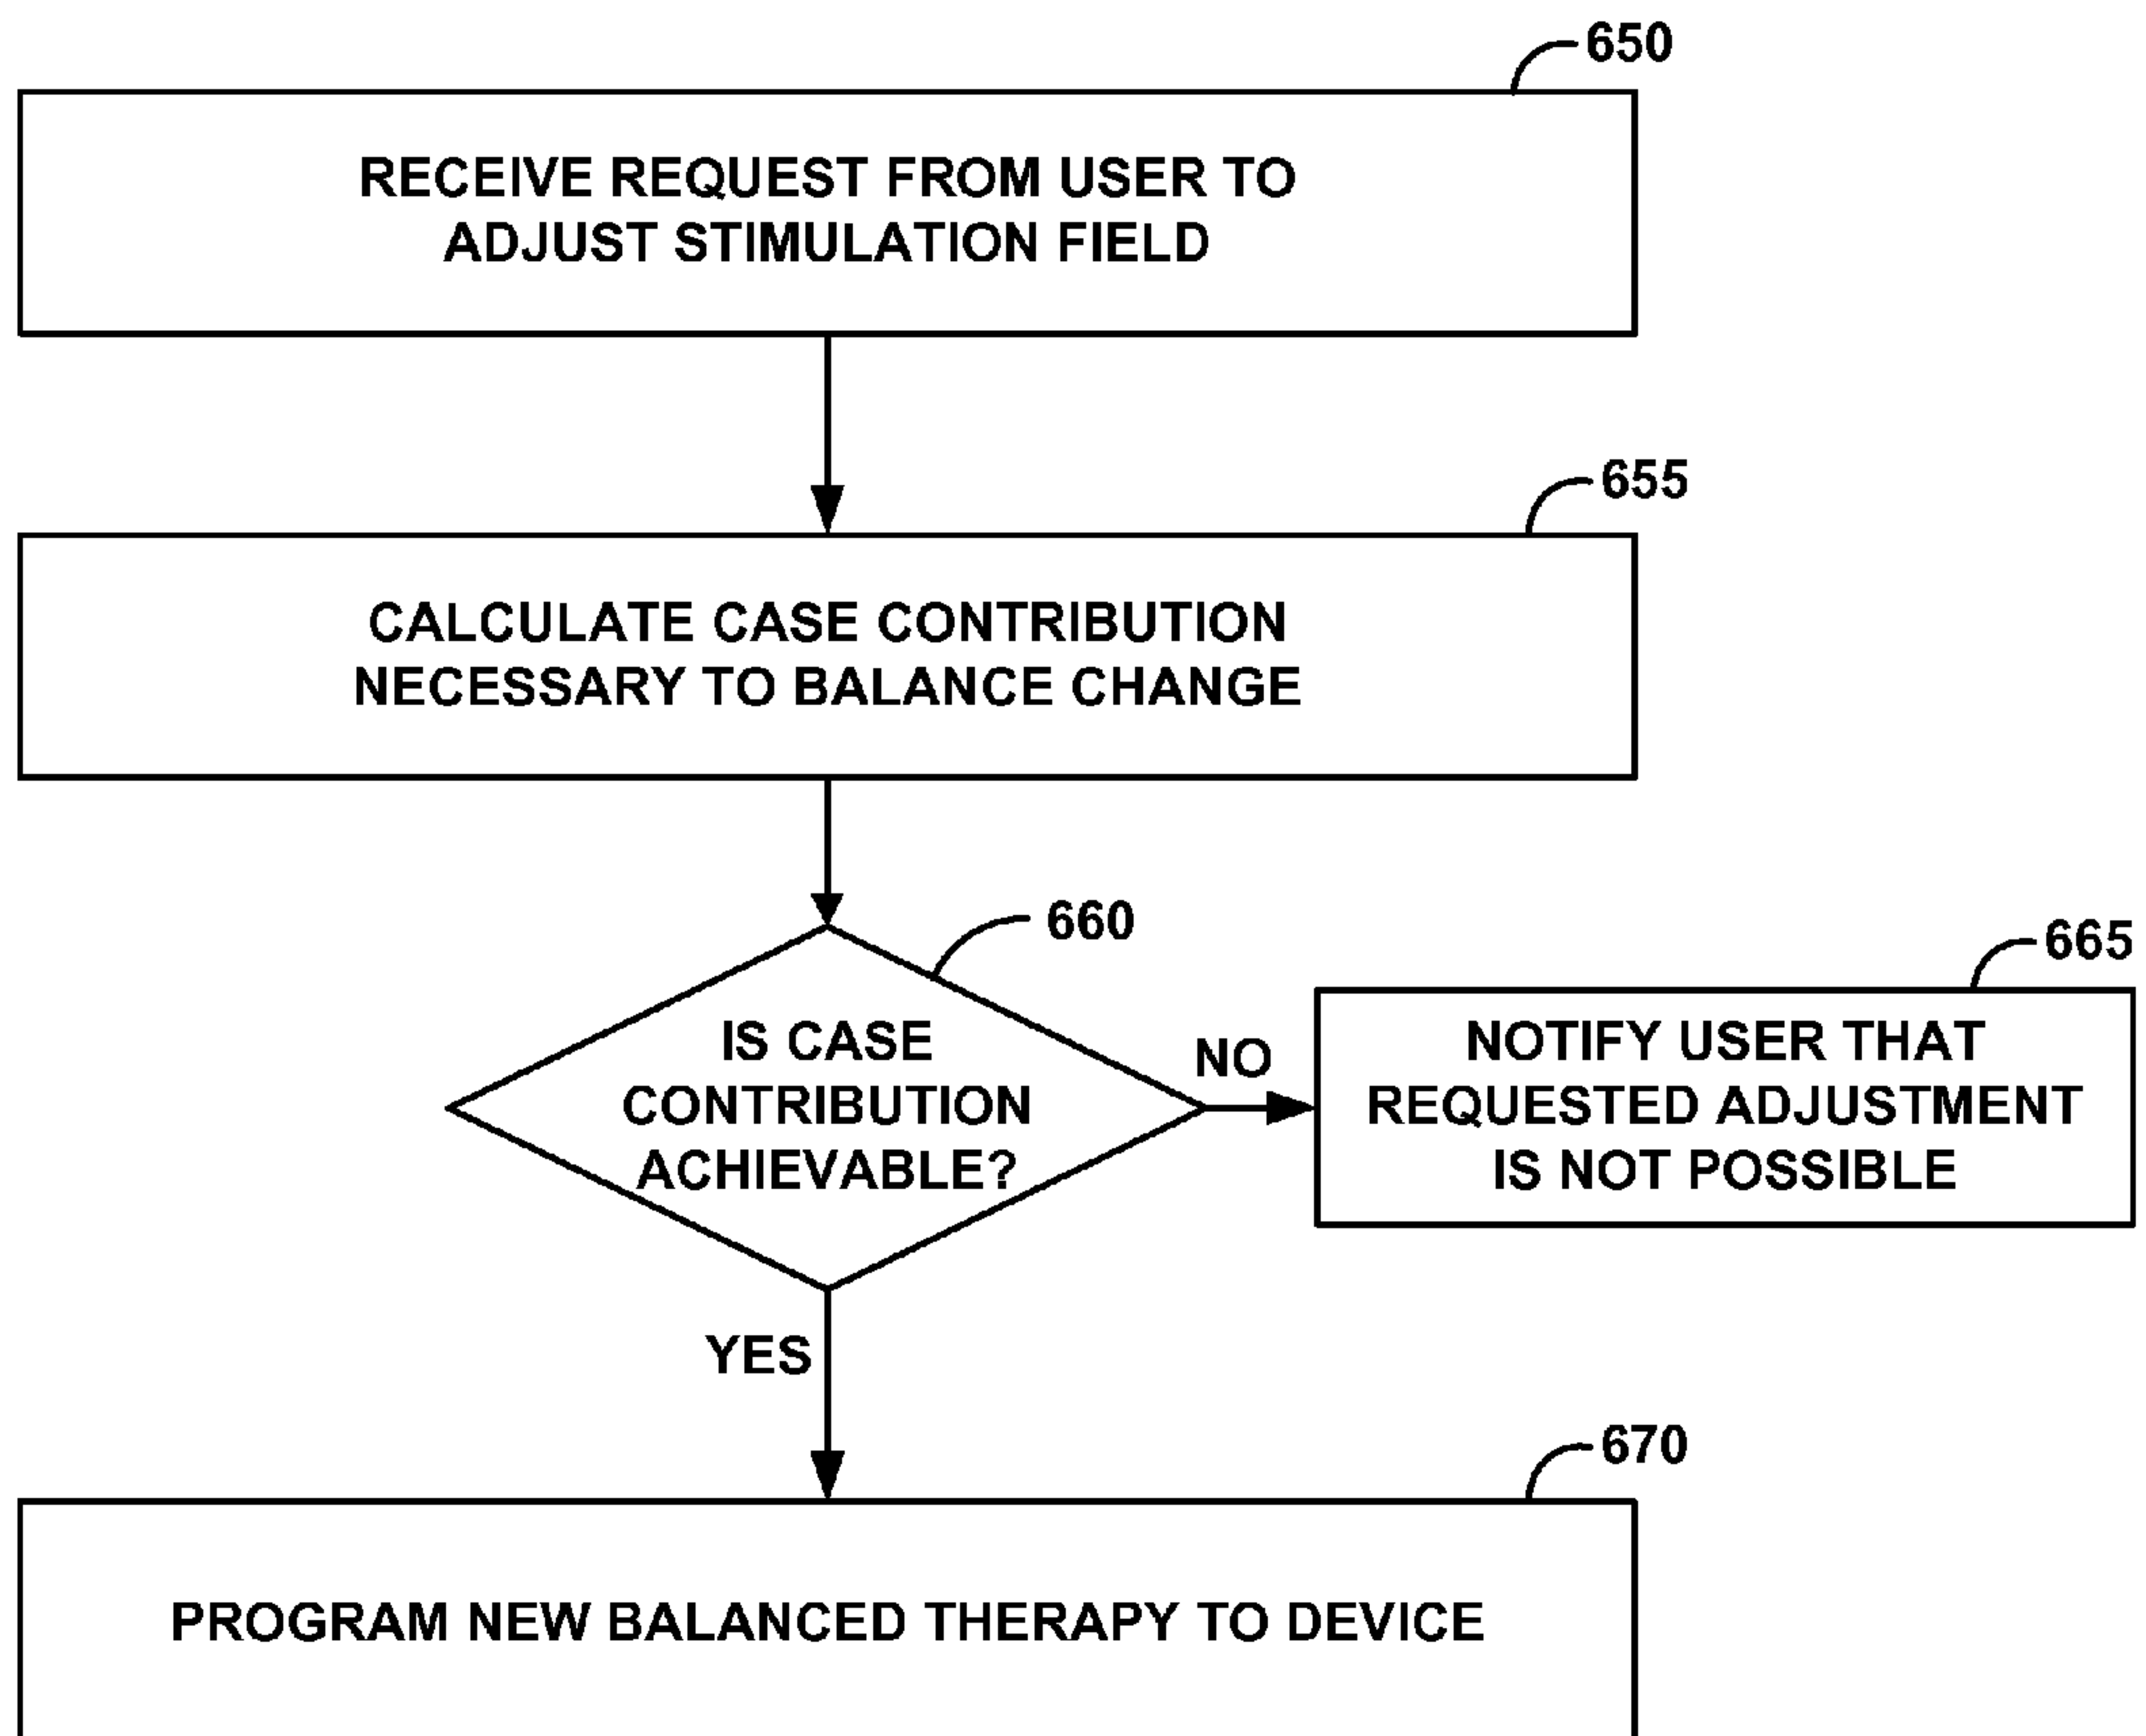 650
RECEIVE REQUEST FROM USER TO
ADJUST STIMULATION FIELD
655
CALCULATE CASE CONTRIBUTION
NECESSARY TO BALANCE CHANGE
660
IS CASE
CONTRIBUTION
ACHIEVABLE?
NO
665
NOTIFY USER THAT
REQUESTED ADJUSTMENT
IS NOT POSSIBLE
YES
670
PROGRAM NEW BALANCED THERAPY TO DEVICE